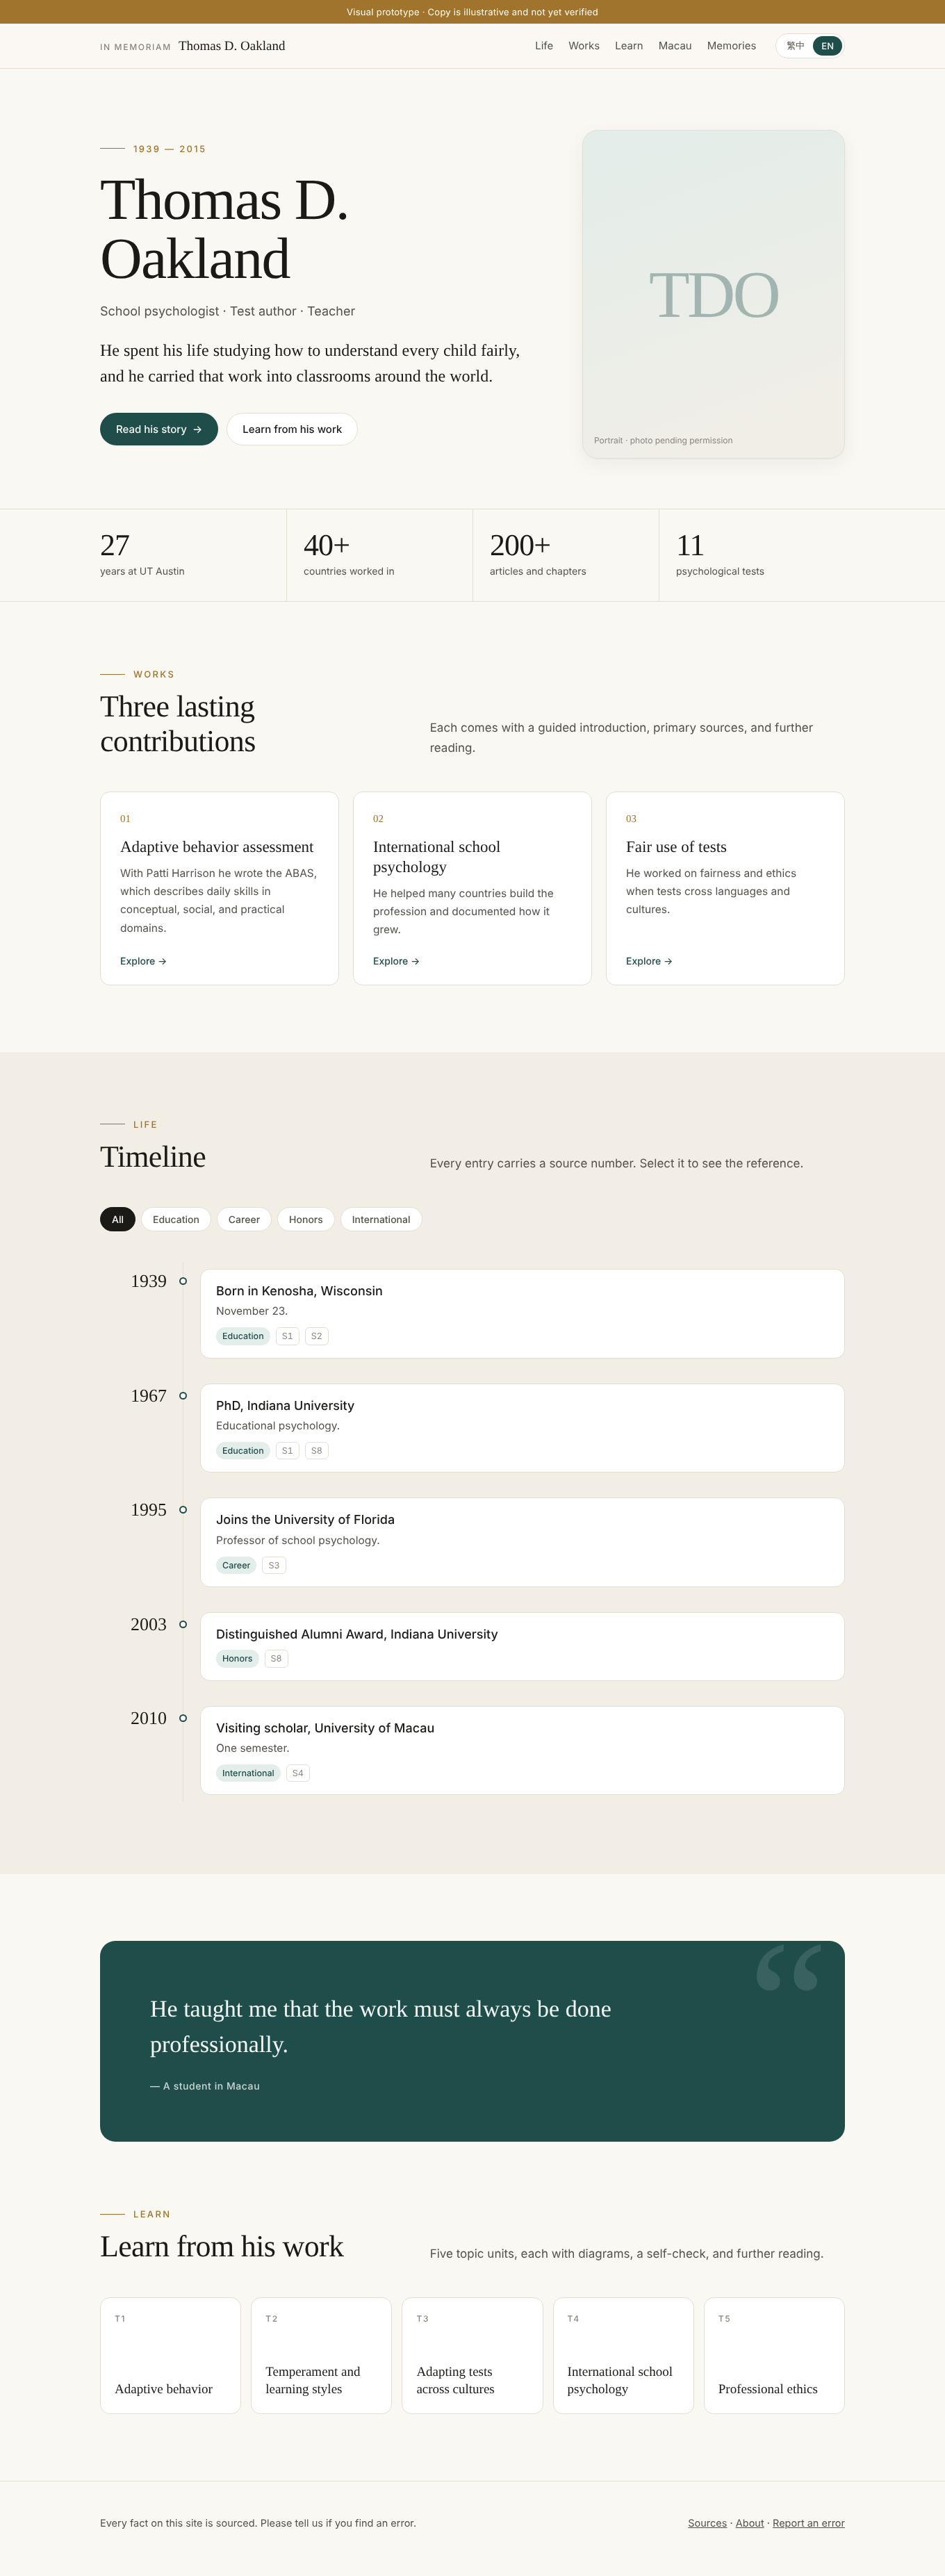 Visual prototype · Copy is illustrative and not yet verified
IN MEMORIAM Thomas D. Oakland
Life Works Learn Macau Memories 繁中 EN
1939 — 2015
Thomas D.
Oakland
School psychologist · Test author · Teacher
He spent his life studying how to understand every child fairly,
and he carried that work into classrooms around the world.
Read his story →
Learn from his work
TDO
Portrait · photo pending permission
27
years at UT Austin
40+
countries worked in
200+
articles and chapters
11
psychological tests
WORKS
Three lasting
contributions
Each comes with a guided introduction, primary sources, and further
reading.
01
Adaptive behavior assessment
With Patti Harrison he wrote the ABAS,
which describes daily skills in
conceptual, social, and practical
domains.
Explore →
02
International school
psychology
He helped many countries build the
profession and documented how it
grew.
Explore →
03
Fair use of tests
He worked on fairness and ethics
when tests cross languages and
cultures.
Explore →
LIFE
Timeline
Every entry carries a source number. Select it to see the reference.
All Education Career Honors International
1939
Born in Kenosha, Wisconsin
November 23.
Education S1 S2
1967
PhD, Indiana University
Educational psychology.
Education S1 S8
1995
Joins the University of Florida
Professor of school psychology.
Career S3
2003
Distinguished Alumni Award, Indiana University
Honors S8
2010
Visiting scholar, University of Macau
One semester.
International S4
“
He taught me that the work must always be done
professionally.
— A student in Macau
LEARN
Learn from his work
Five topic units, each with diagrams, a self-check, and further reading.
T1
Adaptive behavior
T2
Temperament and
learning styles
T3
Adapting tests
across cultures
T4
International school
psychology
T5
Professional ethics
Every fact on this site is sourced. Please tell us if you find an error.
Sources · About · Report an error